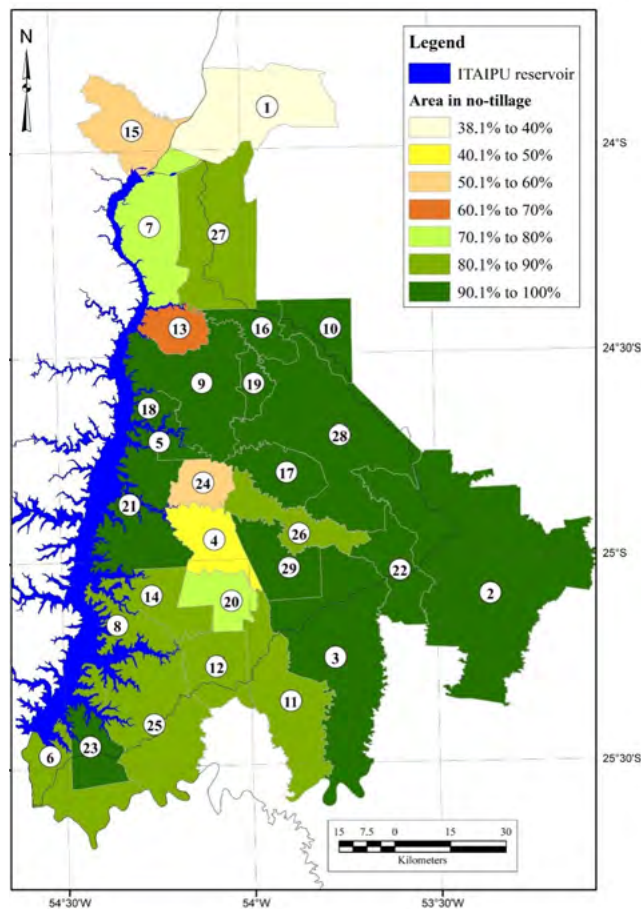 N
Legend
ITAIPU reservoir
Area in no-tillage
38.1% to 40%
40.1% to 50%
50.1% to 60%
60.1% to 70%
70.1% to 80%
80.1% to 90%
90.1% to 100%
1
15
24°S
7
27
13
16
10
24°30'S
9
19
18
28
5
17
24
21
4
26
25°S
29
22
2
14
20
8
3
12
11
25
23
6
25°30'S
15 7.5 0 15 30
Kilometers
54°30'W 54°W 53°30'W